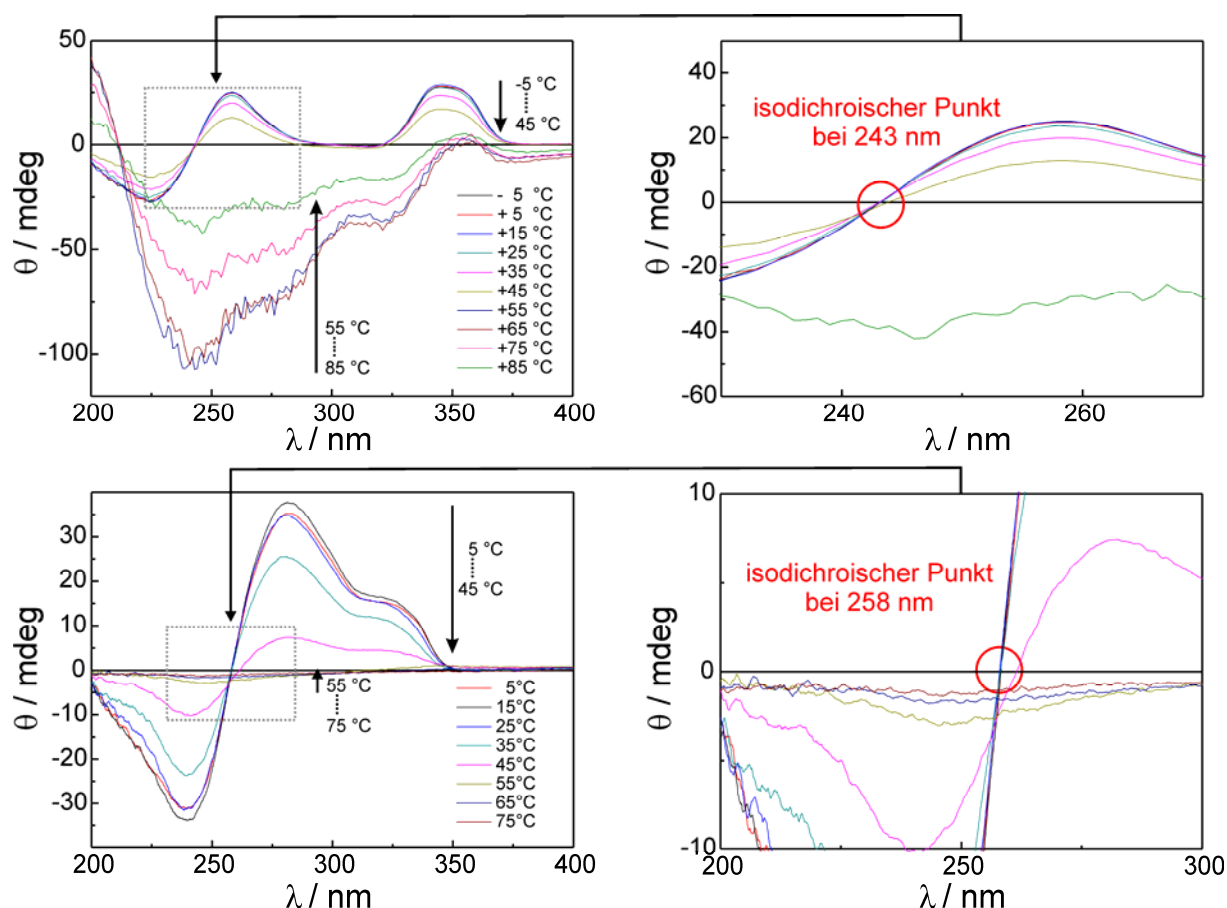 50
0
-50
-100
200
250
300
350
400
θ / mdeg
λ / nm
-5 °C
45 °C
55 °C
85 °C
- 5 °C
+ 5 °C
+15 °C
+25 °C
+35 °C
+45 °C
+55 °C
+65 °C
+75 °C
+85 °C
40
20
0
-20
-40
-60
240
260
θ / mdeg
λ / nm
isodichroischer Punkt
bei 243 nm
30
20
10
0
-10
-20
-30
200
250
300
350
400
θ / mdeg
λ / nm
5 °C
45 °C
55 °C
75 °C
5°C
15°C
25°C
35°C
45°C
55°C
65°C
75°C
10
0
-10
200
250
300
θ / mdeg
λ / nm
isodichroischer Punkt
bei 258 nm